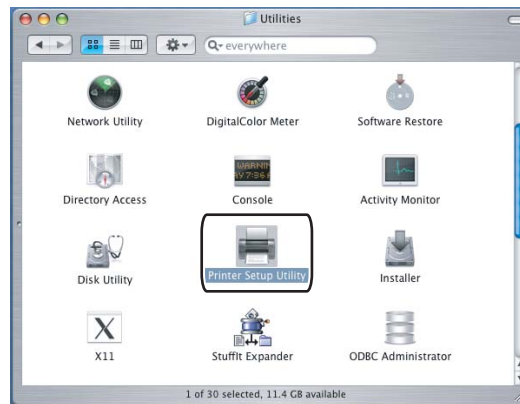 Utilities
everywhere
Network Utility
DigitalColor Meter
Software Restore
Directory Access
Console
Activity Monitor
Disk Utility
Printer Setup Utility
Installer
X11
StuffIt Expander
ODBC Administrator
1 of 30 selected, 11.4 GB available